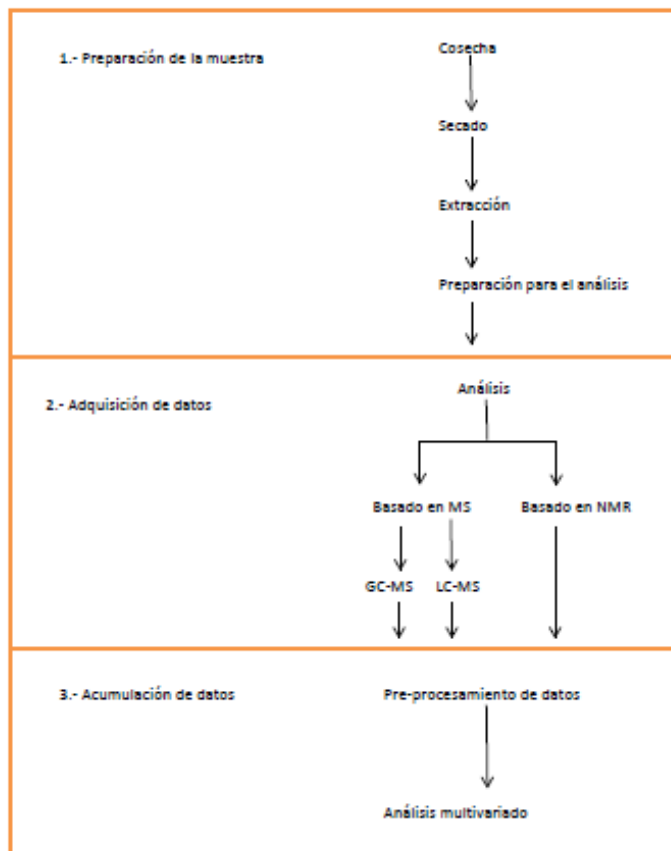 1.- Preparación de la muestra
Cosecha
Secado
Extracción
Preparación para el análisis
2.- Adquisición de datos
Análisis
Basado en MS
Basado en NMR
GC-MS
LC-MS
3.- Acumulación de datos
Pre-procesamiento de datos
Análisis multivariado